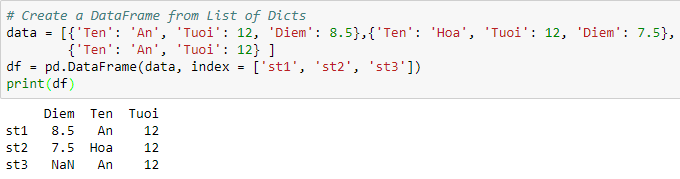 # Create a DataFrame from List of Dicts
data = [{'Ten': 'An', 'Tuoi': 12, 'Diem': 8.5},{'Ten': 'Hoa', 'Tuoi': 12, 'Diem': 7.5},
        {'Ten': 'An', 'Tuoi': 12} ]
df = pd.DataFrame(data, index = ['st1', 'st2', 'st3'])
print(df)
     Diem  Ten  Tuoi
st1   8.5   An    12
st2   7.5  Hoa    12
st3   NaN   An    12